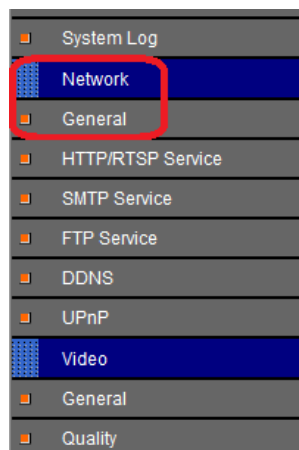 System Log
Network
General
HTTP/RTSP Service
SMTP Service
FTP Service
DDNS
UPnP
Video
General
Quality